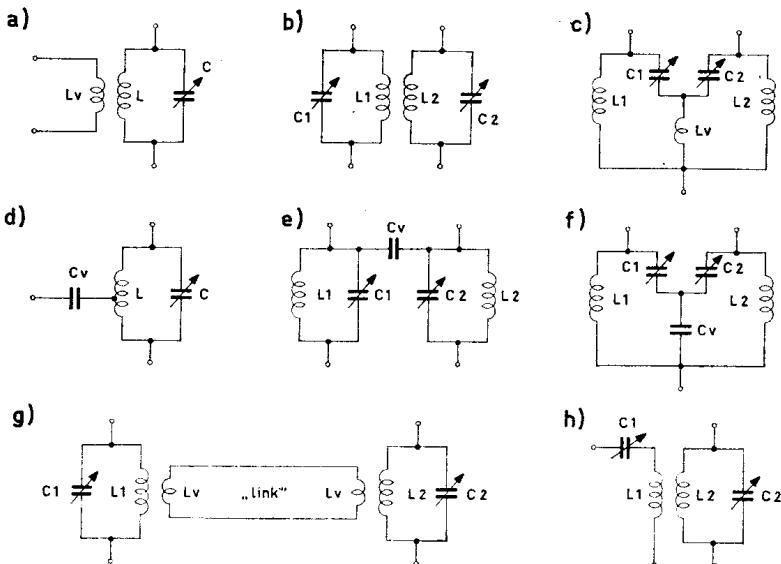 a)
Lv L C
b)
C1 L1 L2 C2
c)
C1 C2
L1 L2
Lv
d)
Cv
L C
e)
Cv
L1 C1 C2 L2
f)
C1 C2
L1 L2
Cv
g)
C1 L1 Lv „link” Lv L2 C2
h)
C1
L1 L2 C2